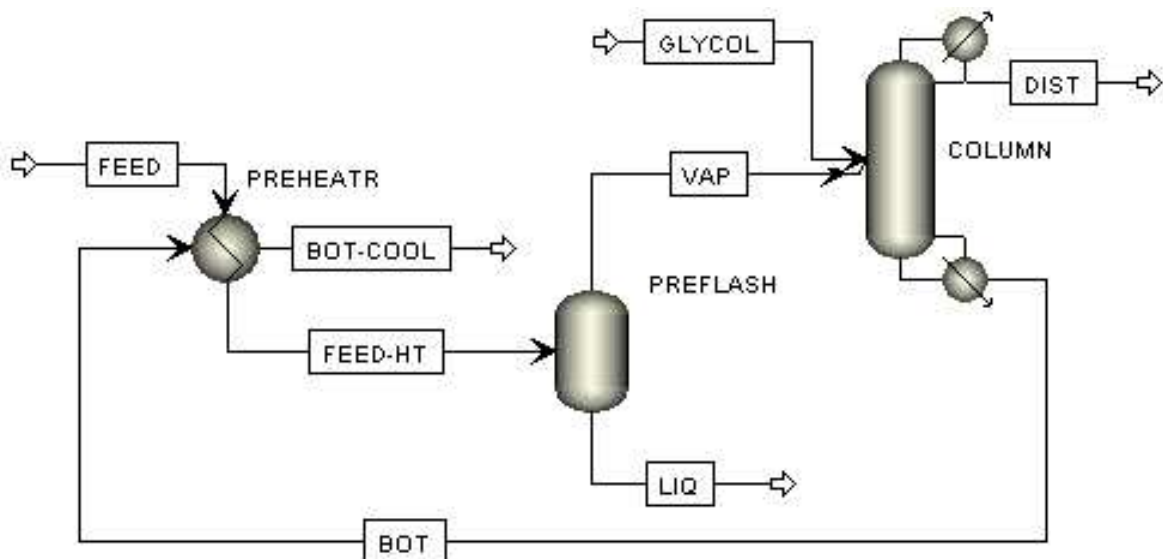 GLYCOL
DIST
COLUMN
FEED
PREHEATR
VAP
BOT-COOL
PREFLASH
FEED-HT
LIQ
BOT